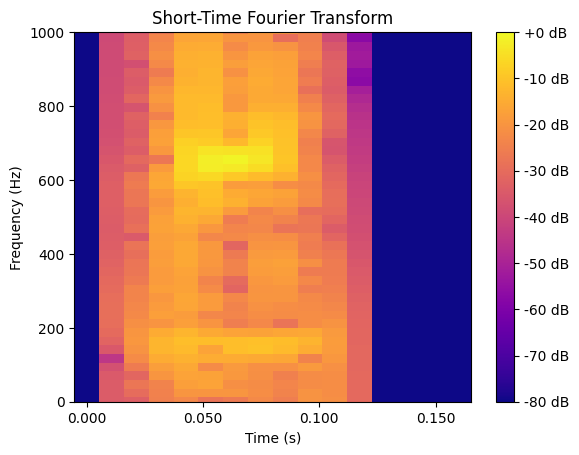 Short-Time Fourier Transform
1000
800
600
400
200
0
Frequency (Hz)
0.000
0.050
0.100
0.150
Time (s)
+0 dB
-10 dB
-20 dB
-30 dB
-40 dB
-50 dB
-60 dB
-70 dB
-80 dB